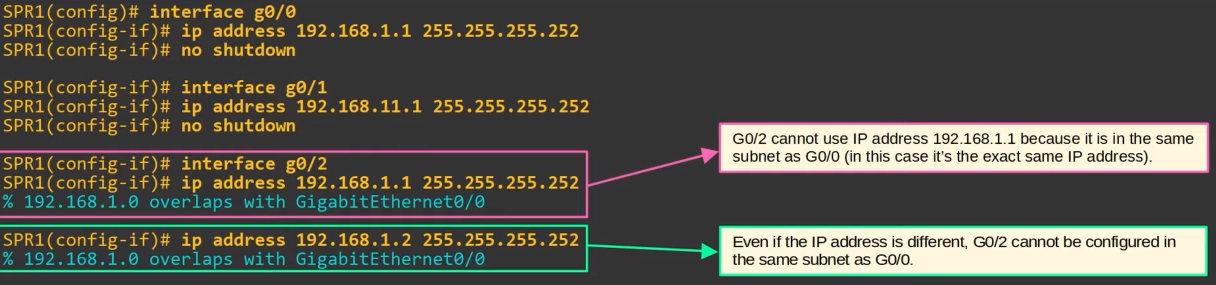 SPR1(config)# interface g0/0
SPR1(config-if)# ip address 192.168.1.1 255.255.255.252
SPR1(config-if)# no shutdown
SPR1(config-if)# interface g0/1
SPR1(config-if)# ip address 192.168.11.1 255.255.255.252
SPR1(config-if)# no shutdown
SPR1(config-if)# interface g0/2
SPR1(config-if)# ip address 192.168.1.1 255.255.255.252
% 192.168.1.0 overlaps with GigabitEthernet0/0
G0/2 cannot use IP address 192.168.1.1 because it is in the same
subnet as G0/0 (in this case it's the exact same IP address).
SPR1(config-if)# ip address 192.168.1.2 255.255.255.252
% 192.168.1.0 overlaps with GigabitEthernet0/0
Even if the IP address is different, G0/2 cannot be configured in
the same subnet as G0/0.